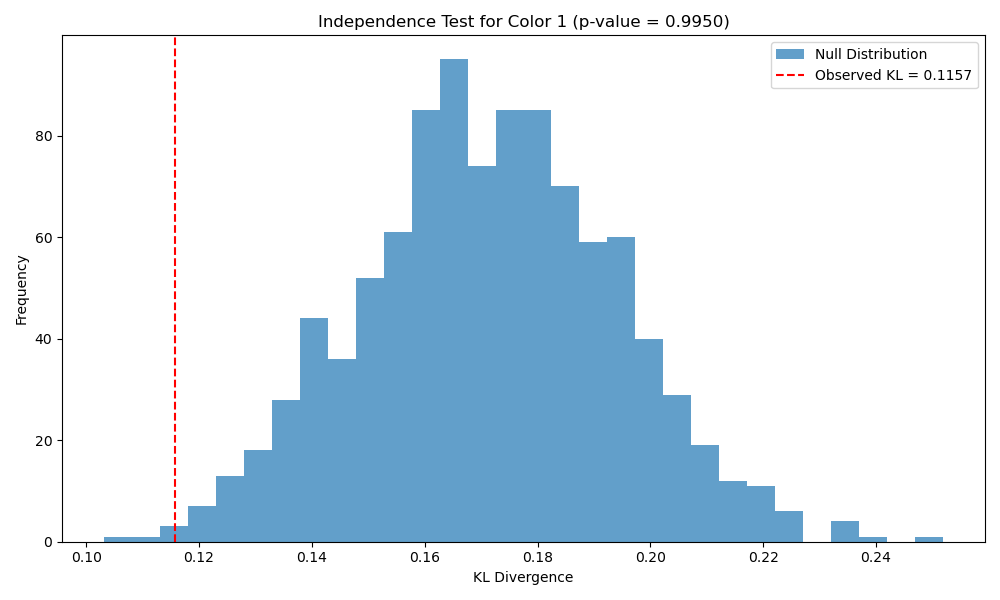 Independence Test for Color 1 (p-value = 0.9950)
Null Distribution
Observed KL = 0.1157
Frequency
80
60
40
20
0
0.10 0.12 0.14 0.16 0.18 0.20 0.22 0.24
KL Divergence